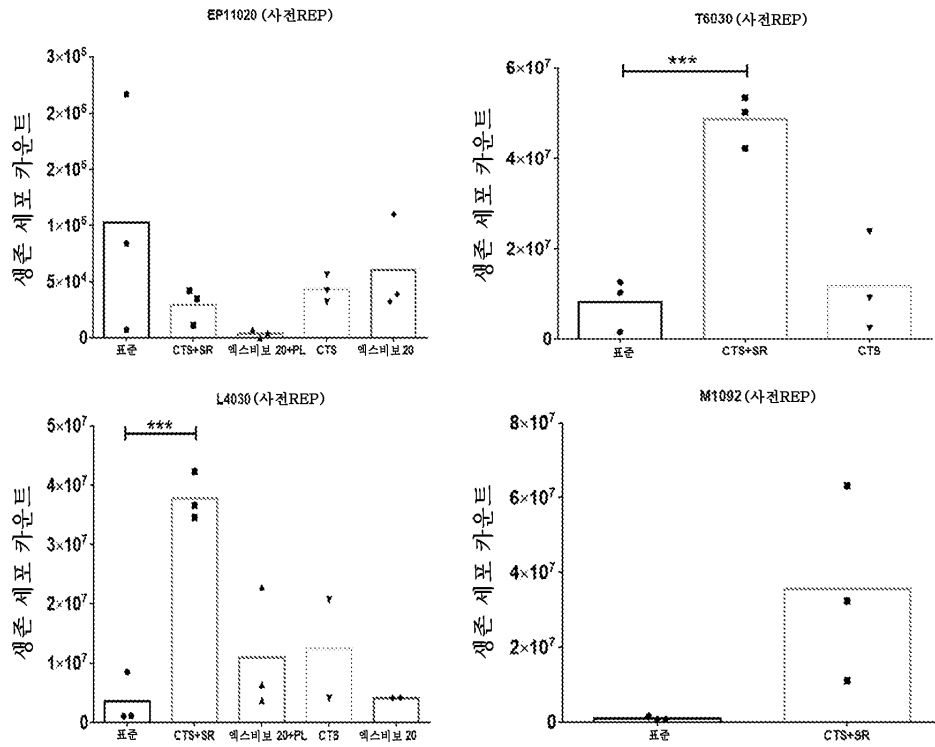 EP11020 (사전REP)
생존 세포 카운트
3×10⁵
2×10⁵
2×10⁵
1×10⁵
5×10⁴
0
표준 CTS+SR 엑스비보 20+PL CTS 엑스비보 20
T6030 (사전REP)
생존 세포 카운트
6×10⁷
4×10⁷
2×10⁷
0
***
표준 CTS+SR CTS
L4030 (사전REP)
생존 세포 카운트
5×10⁷
4×10⁷
3×10⁷
2×10⁷
1×10⁷
0
***
표준 CTS+SR 엑스비보 20+PL CTS 엑스비보 20
M1092 (사전REP)
생존 세포 카운트
8×10⁷
6×10⁷
4×10⁷
2×10⁷
0
표준 CTS+SR